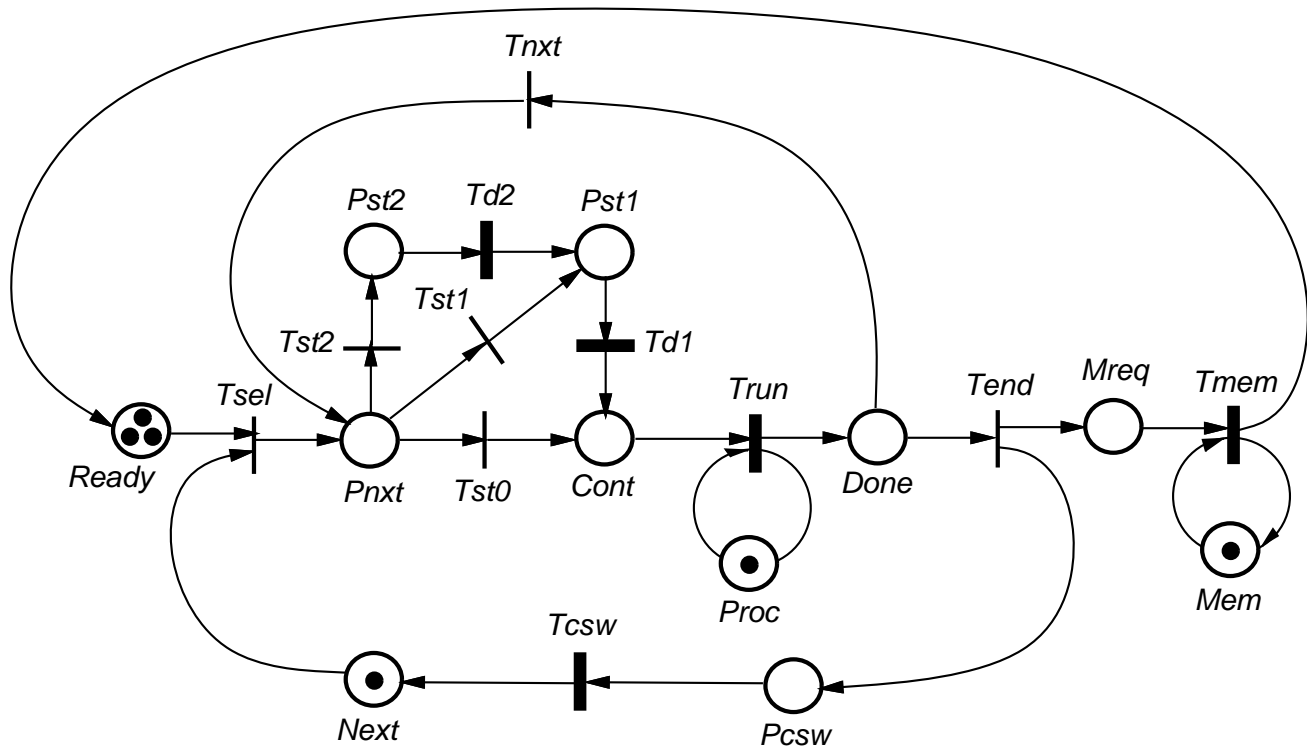 Tnxt
Pst2
Td2
Pst1
Tst1
Tst2
Td1
Tsel
Trun
Tend
Mreq
Tmem
Ready
Pnxt
Tst0
Cont
Done
Proc
Mem
Tcsw
Next
Pcsw